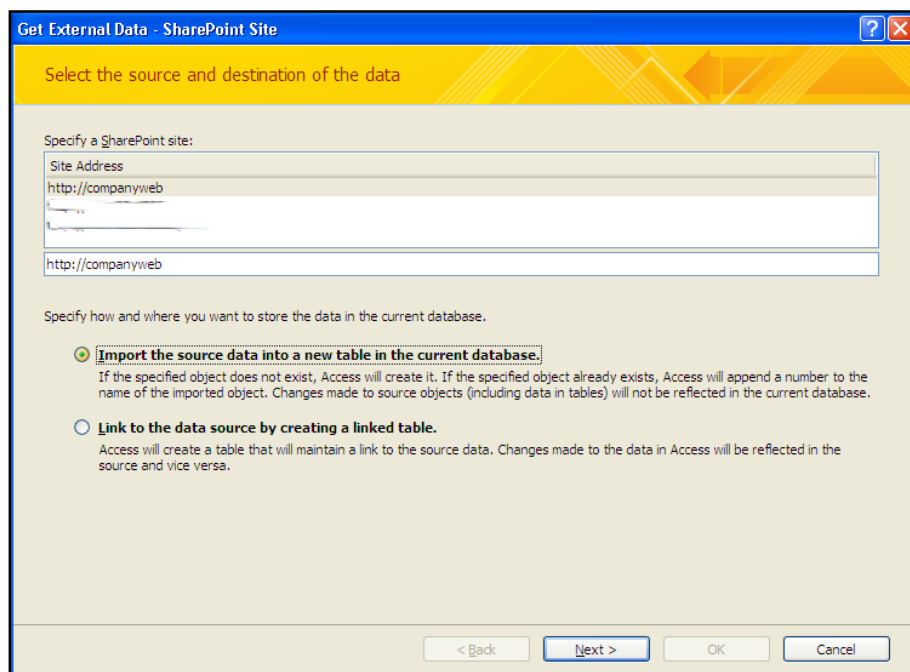 Get External Data - SharePoint Site
Select the source and destination of the data
Specify a SharePoint site:
Site Address
http://companyweb
http://companyweb
Specify how and where you want to store the data in the current database.
Import the source data into a new table in the current database.
If the specified object does not exist, Access will create it. If the specified object already exists, Access will append a number to the
name of the imported object. Changes made to source objects (including data in tables) will not be reflected in the current database.
Link to the data source by creating a linked table.
Access will create a table that will maintain a link to the source data. Changes made to the data in Access will be reflected in the
source and vice versa.
< Back Next > OK Cancel